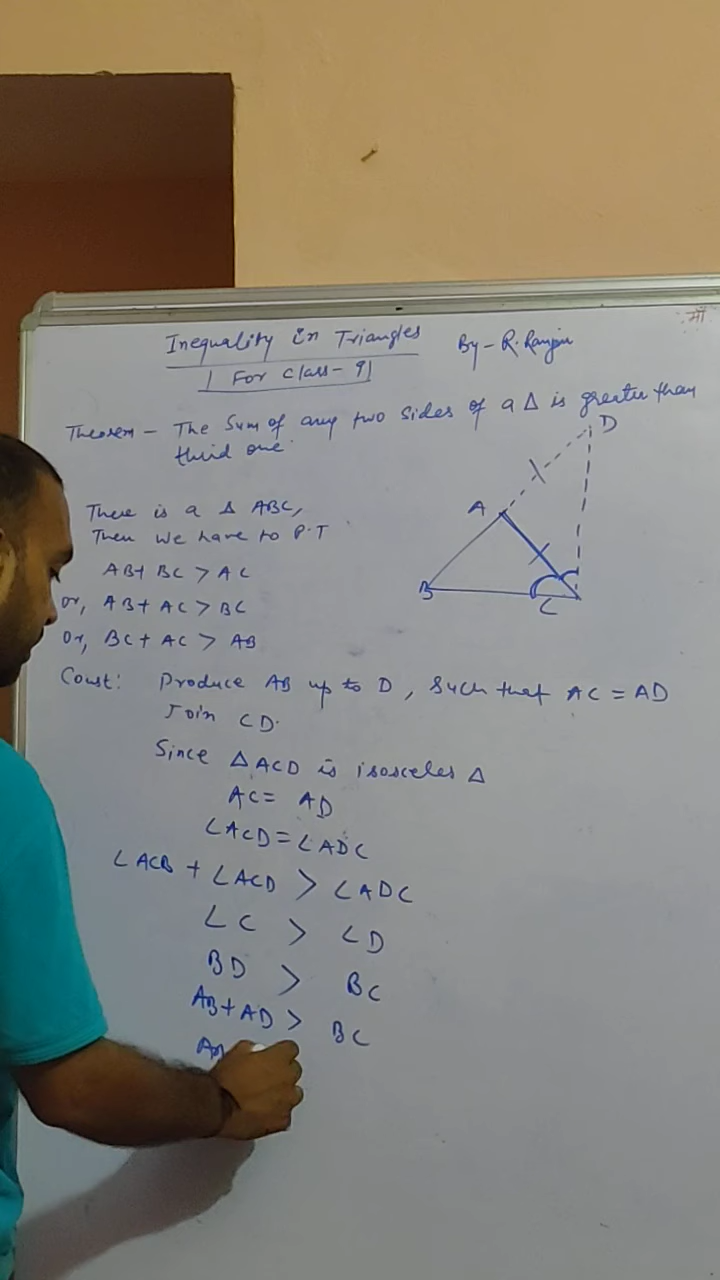 Inequality in Triangles
By - R. Ranjan
( For class - 9)
माँ
Theorem - The sum of any two sides of a Δ is greater than
third one.
There is a Δ ABC,
Then we have to P.T
AB + BC > AC
or, AB + AC > BC
Or, BC + AC > AB
D
A
B
C
Const: Produce AB up to D, Such that AC = AD
Join CD.
Since Δ ACD is isosceles Δ
AC = AD
∠ACD = ∠ADC
∠ACB + ∠ACD > ∠ADC
∠C > ∠D
BD > BC
AB + AD > BC